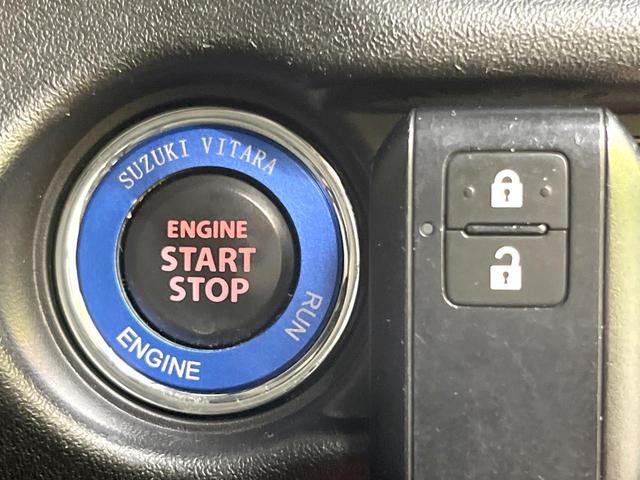 SUZUKI VITARA
ENGINE
START
STOP
ENGINE
RUN